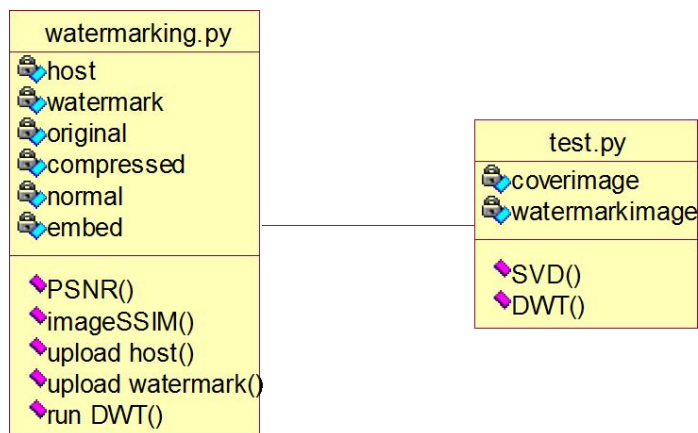 watermarking.py
host
watermark
original
compressed
normal
embed
PSNR()
imageSSIM()
upload host()
upload watermark()
run DWT()
test.py
coverimage
watermarkimage
SVD()
DWT()